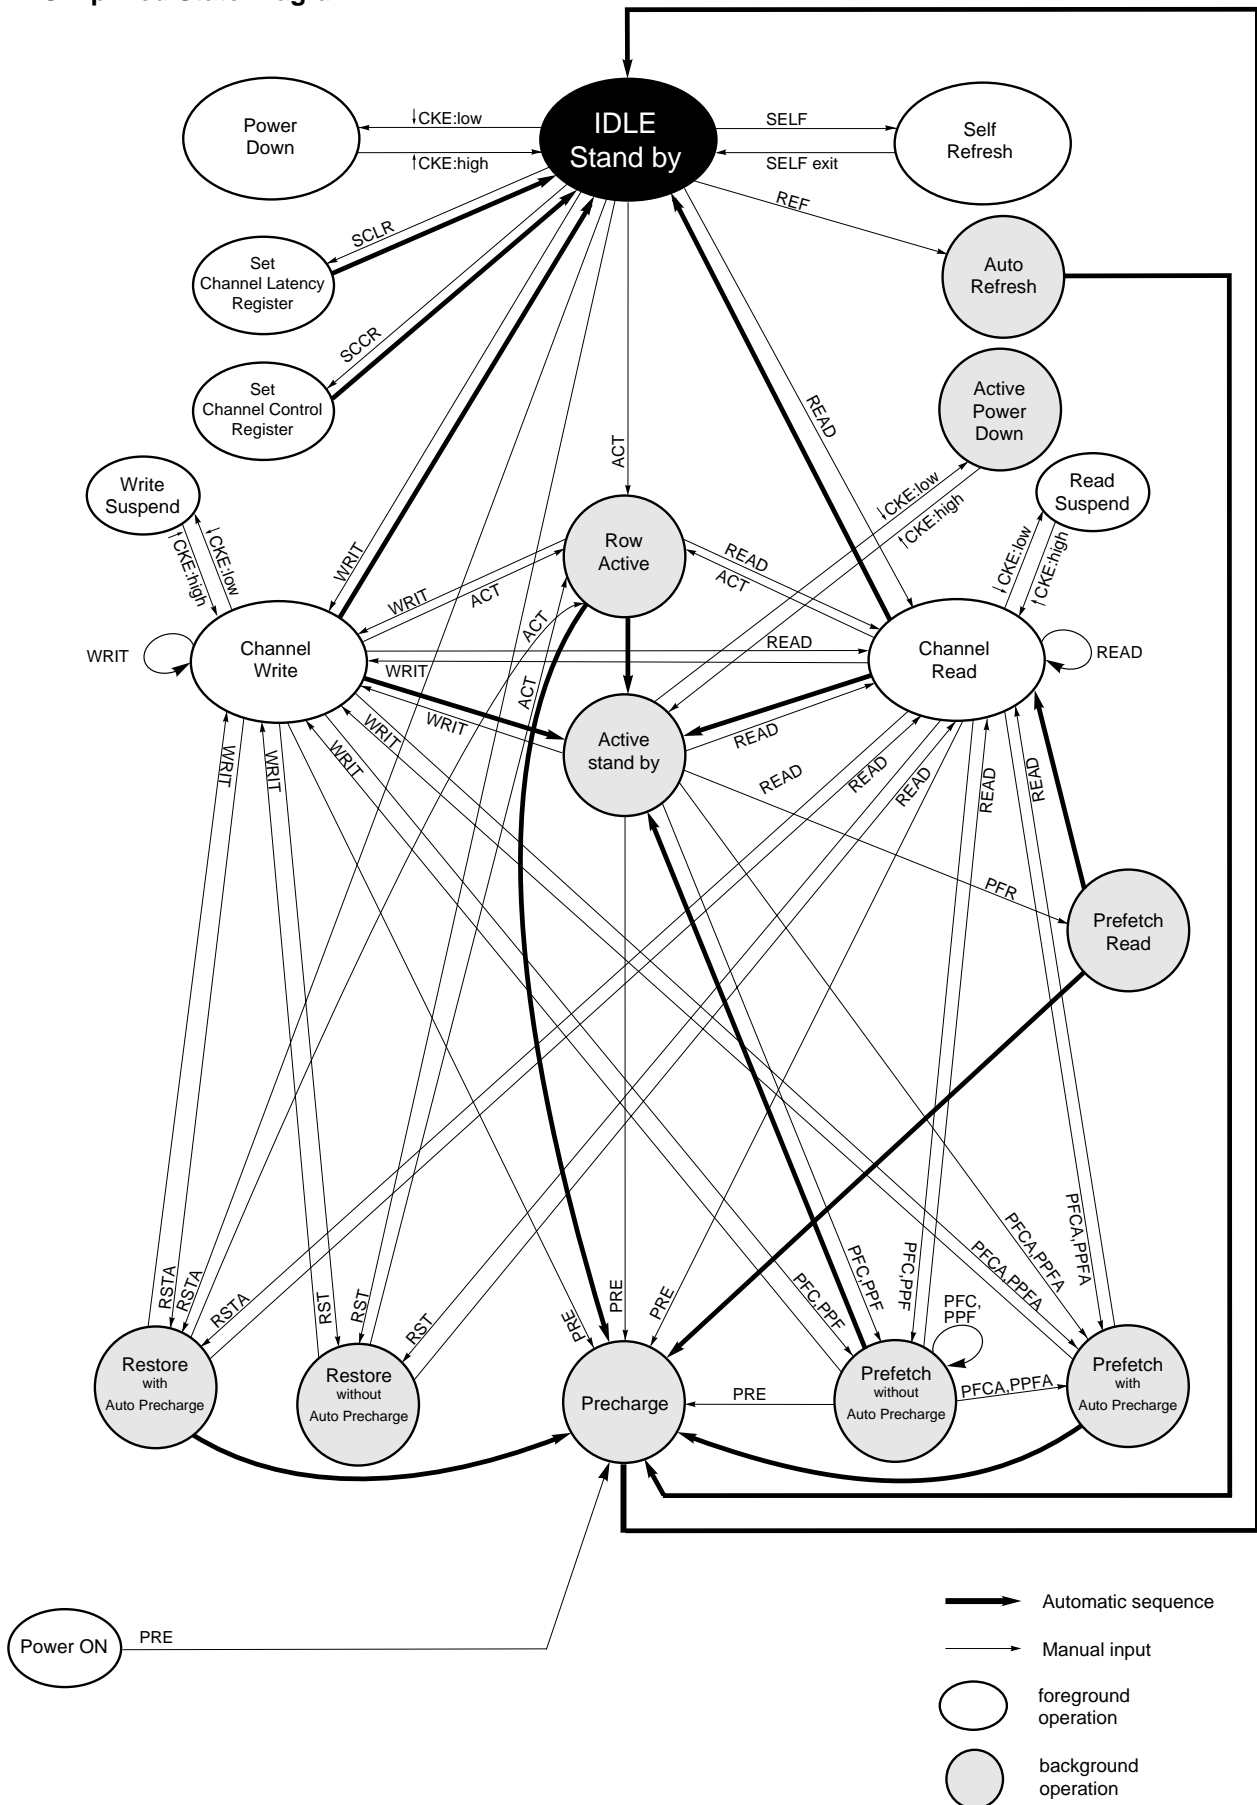 IDLE
Stand by
Power
Down
↓CKE:low
↑CKE:high
SELF
SELF exit
Self
Refresh
REF
SCLR
Set
Channel Latency
Register
Auto
Refresh
SCCR
Set
Channel Control
Register
Active
Power
Down
READ
ACT
Write
Suspend
↓CKE:low
↑CKE:high
Read
Suspend
↑CKE:high
↓CKE:low
Row
Active
↓CKE:low
↑CKE:high
WRIT
WRIT
ACT
READ
ACT
ACT
WRIT
Channel
Write
READ
WRIT
Channel
Read
READ
ACT
WRIT
Active
stand by
READ
WRIT
WRIT
WRIT
WRIT
READ
READ
READ
READ
READ
PFR
Prefetch
Read
RSTA
RSTA
RSTA
RST
RST
RST
PRE
PRE
PRE
PFC,PPF
PFC,PPF
PFC,PPF
PFC,
PPF
PFCA,PPFA
PFCA,PPFA
PFCA,PPFA
Restore
with
Auto Precharge
Restore
without
Auto Precharge
Precharge
PRE
Prefetch
without
Auto Precharge
PFCA,PPFA
Prefetch
with
Auto Precharge
Power ON
PRE
Automatic sequence
Manual input
foreground
operation
background
operation